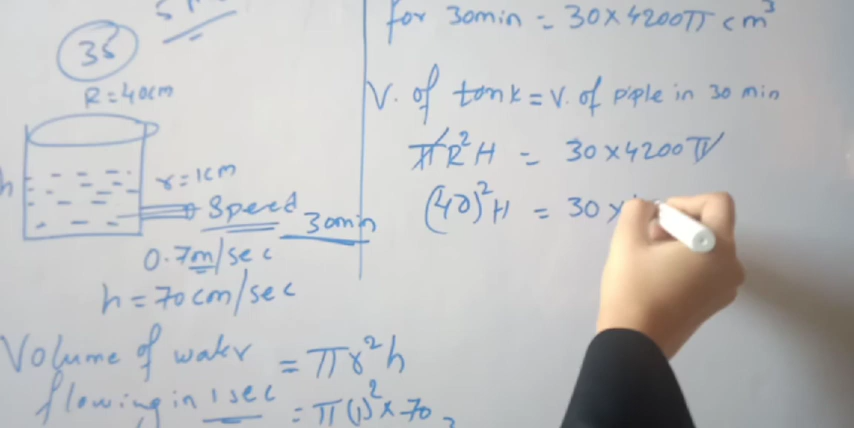 35
R = 40cm
h
r = 1cm
Speed
30min
0.7m/sec
h = 70cm/sec
Volume of water = πr²h
flowing in 1 sec = π(1)² × 70
for 30min = 30×4200π cm³
V. of tank = V. of piple in 30 min
πR²H = 30×4200π
(40)²H = 30×